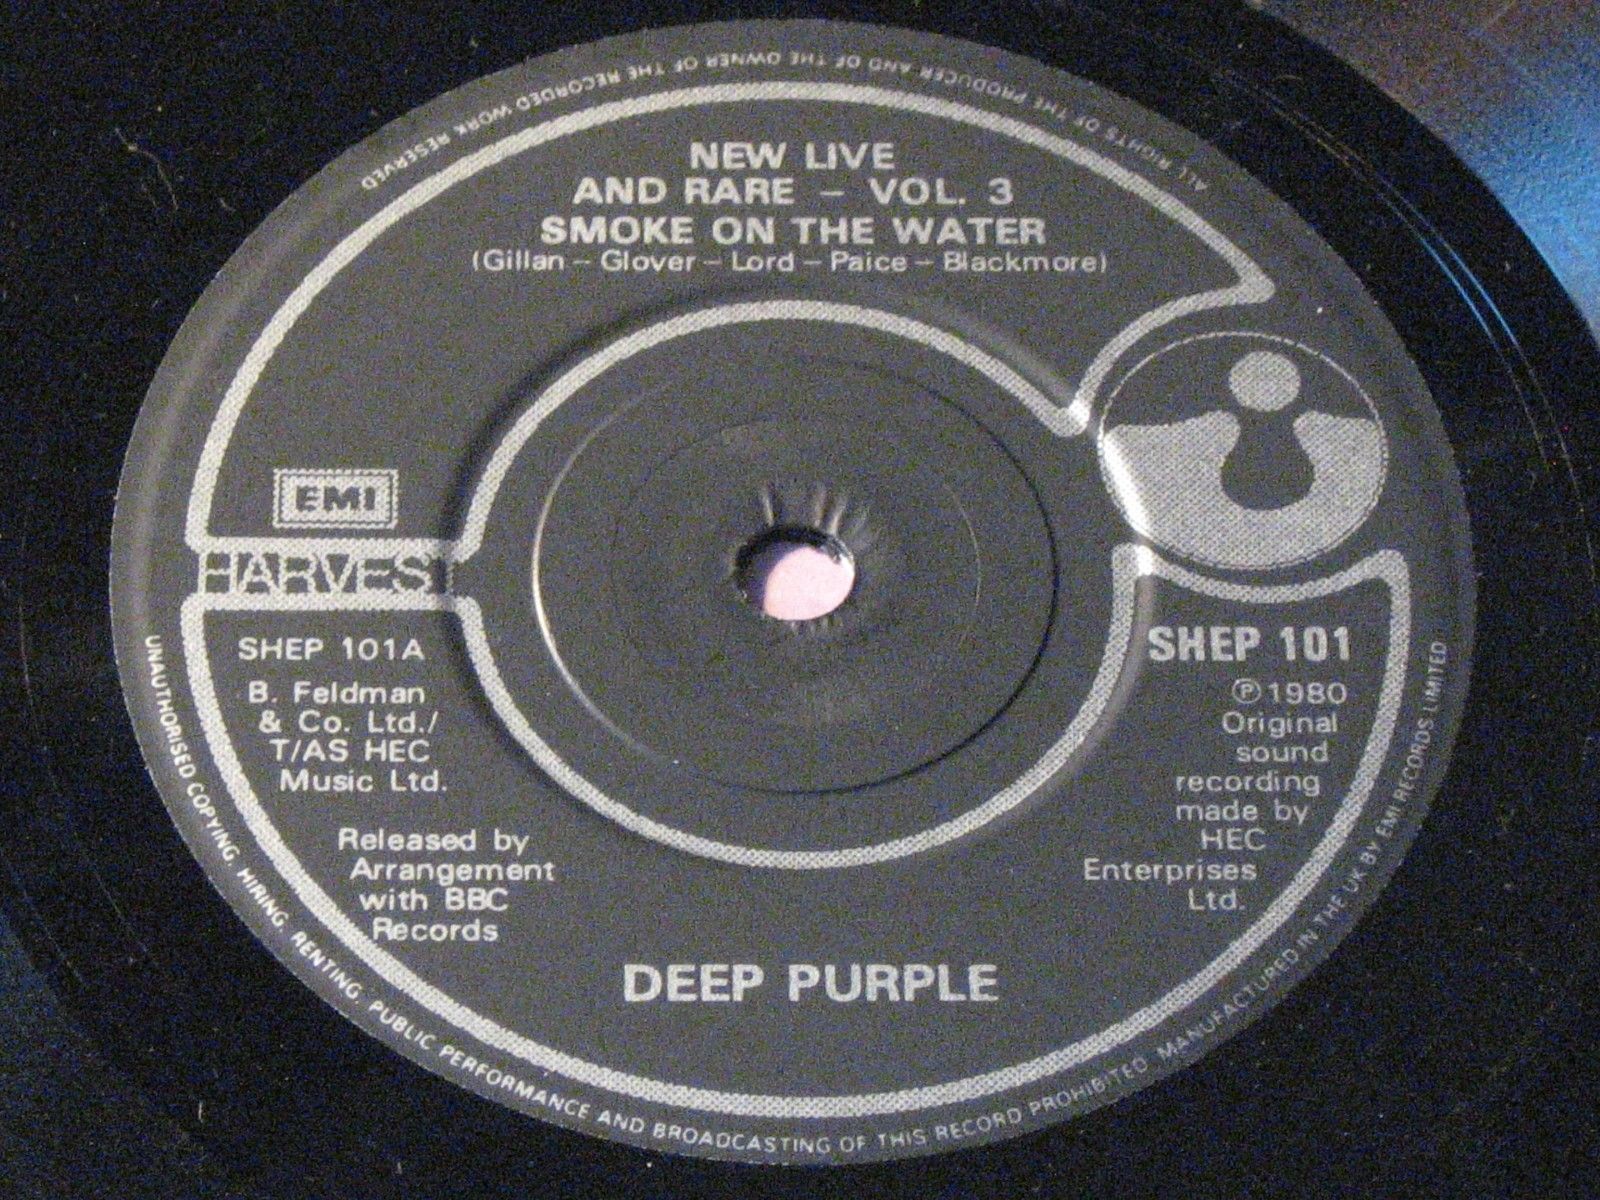 ALL RIGHTS OF THE PRODUCER AND OF THE OWNER OF THE RECORDED WORK RESERVED
NEW LIVE
AND RARE – VOL. 3
SMOKE ON THE WATER
(Gillan – Glover – Lord – Paice – Blackmore)
EMI
HARVEST
SHEP 101A
B. Feldman
& Co. Ltd./
T/AS HEC
Music Ltd.
Released by
Arrangement
with BBC
Records
SHEP 101
℗ 1980
Original
sound
recording
made by
HEC
Enterprises
Ltd.
DEEP PURPLE
UNAUTHORISED COPYING, HIRING, RENTING, PUBLIC PERFORMANCE AND BROADCASTING OF THIS RECORD PROHIBITED. MANUFACTURED IN THE UK BY EMI RECORDS LIMITED